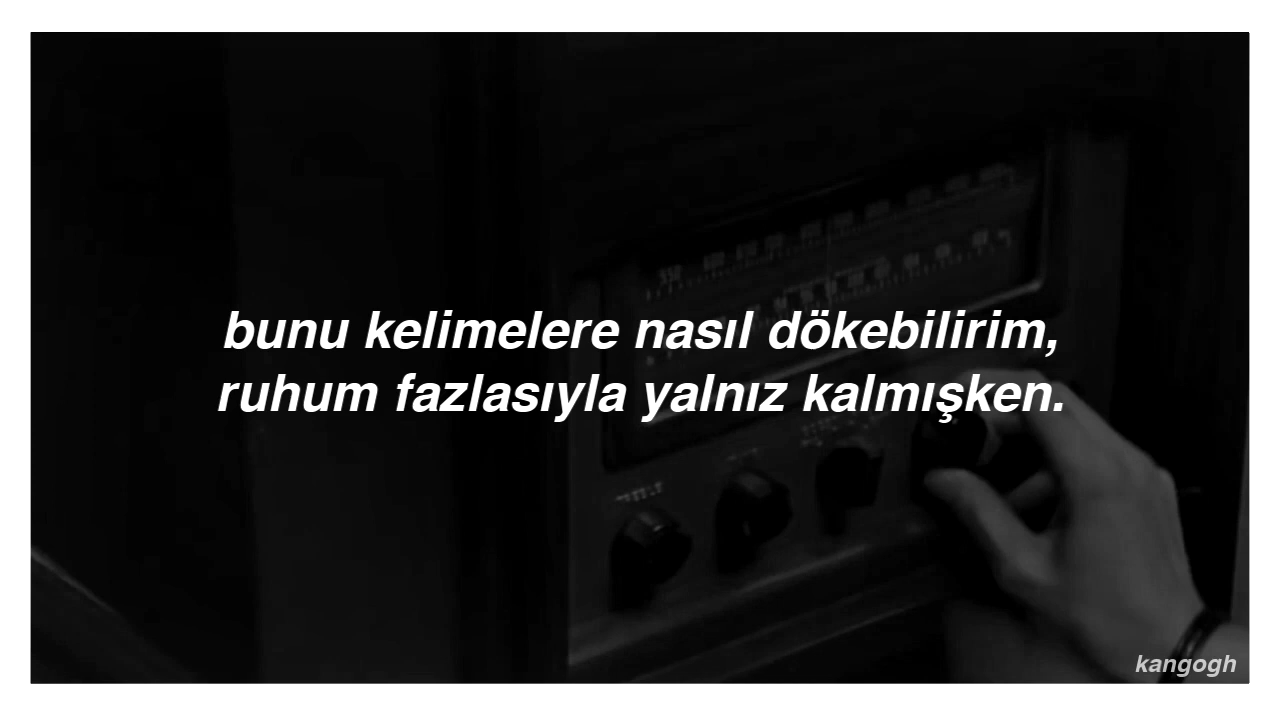 bunu kelimelere nasıl dökebilirim,
ruhum fazlasıyla yalnız kalmışken.
kangogh